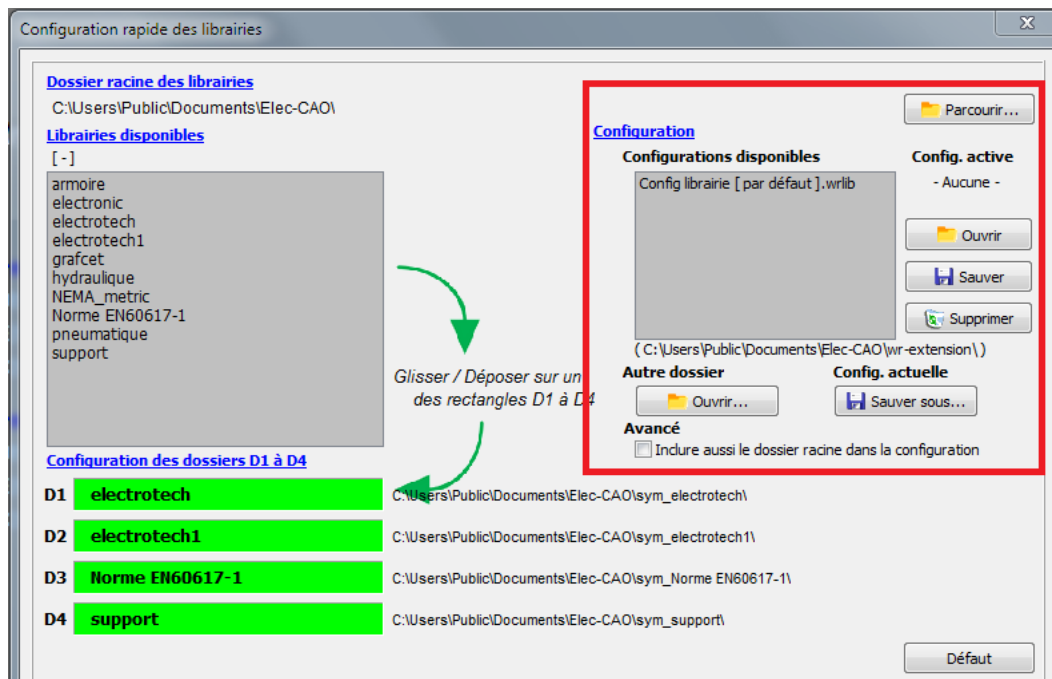 Configuration rapide des librairies
Dossier racine des librairies
C:\Users\Public\Documents\Elec-CAO\
Parcourir...
Librairies disponibles
[ - ]
armoire
electronic
electrotech
electrotech1
grafcet
hydraulique
NEMA_metric
Norme EN60617-1
pneumatique
support
Glisser / Déposer sur un
des rectangles D1 à D4
Configuration
Configurations disponibles
Config. active
Config librairie [ par défaut ].wrlib
- Aucune -
Ouvrir
Sauver
Supprimer
( C:\Users\Public\Documents\Elec-CAO\wr-extension\ )
Autre dossier
Config. actuelle
Ouvrir...
Sauver sous...
Avancé
Inclure aussi le dossier racine dans la configuration
Configuration des dossiers D1 à D4
D1 electrotech C:\Users\Public\Documents\Elec-CAO\sym_electrotech\
D2 electrotech1 C:\Users\Public\Documents\Elec-CAO\sym_electrotech1\
D3 Norme EN60617-1 C:\Users\Public\Documents\Elec-CAO\sym_Norme EN60617-1\
D4 support C:\Users\Public\Documents\Elec-CAO\sym_support\
Défaut